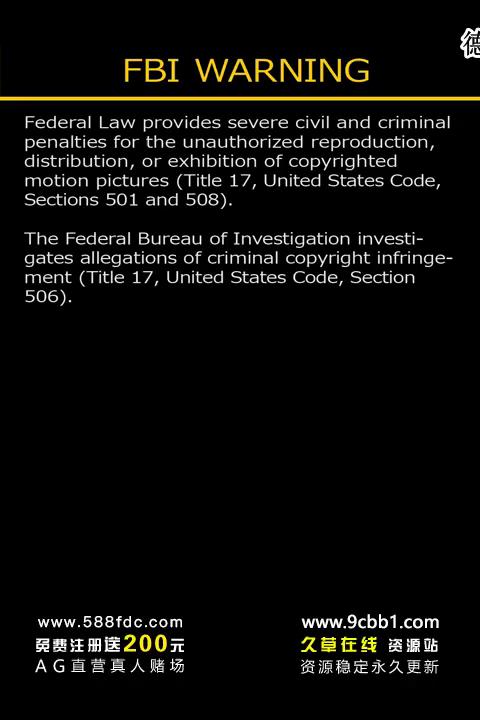 德
FBI WARNING
Federal Law provides severe civil and criminal
penalties for the unauthorized reproduction,
distribution, or exhibition of copyrighted
motion pictures (Title 17, United States Code,
Sections 501 and 508).
The Federal Bureau of Investigation investi-
gates allegations of criminal copyright infringe-
ment (Title 17, United States Code, Section
506).
www.588fdc.com
免费注册送200元
AG直营真人赌场
www.9cbb1.com
久草在线 资源站
资源稳定永久更新